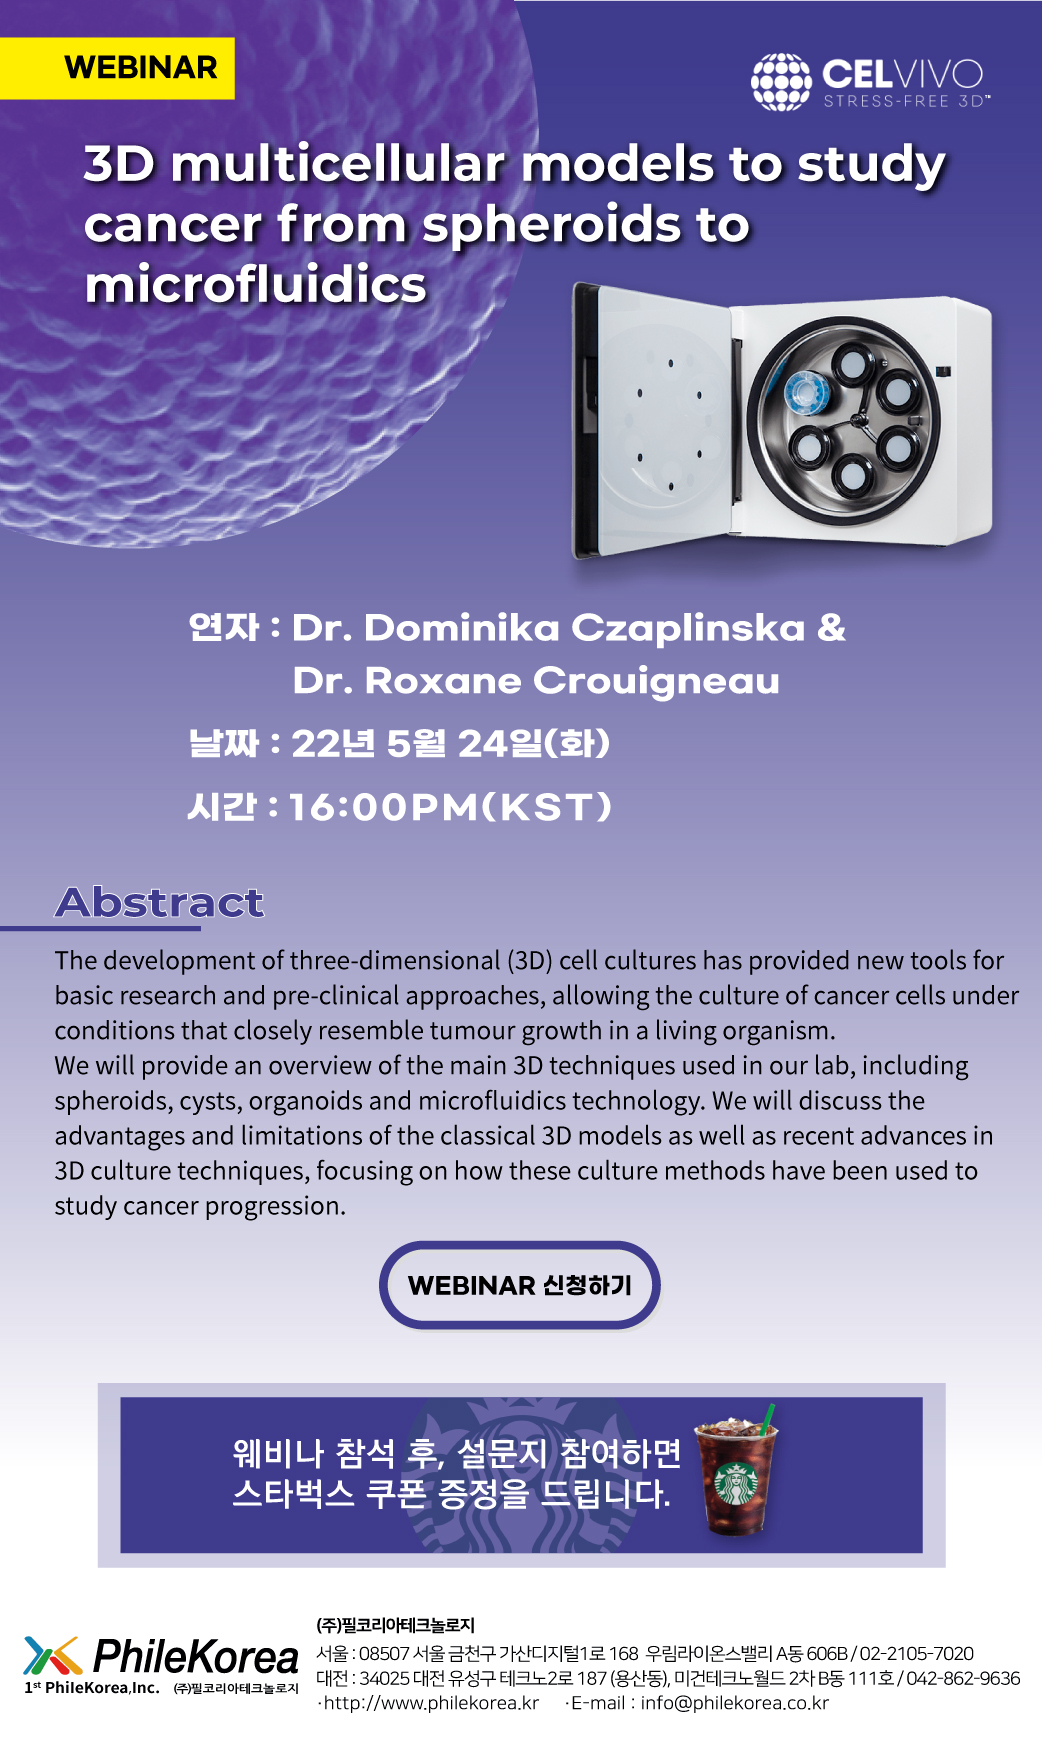 WEBINAR
CELVIVO
STRESS-FREE 3D™
3D multicellular models to study
cancer from spheroids to
microfluidics
연자 : Dr. Dominika Czaplinska &
Dr. Roxane Crouigneau
날짜 : 22년 5월 24일(화)
시간 : 16:00PM(KST)
Abstract
The development of three-dimensional (3D) cell cultures has provided new tools for
basic research and pre-clinical approaches, allowing the culture of cancer cells under
conditions that closely resemble tumour growth in a living organism.
We will provide an overview of the main 3D techniques used in our lab, including
spheroids, cysts, organoids and microfluidics technology. We will discuss the
advantages and limitations of the classical 3D models as well as recent advances in
3D culture techniques, focusing on how these culture methods have been used to
study cancer progression.
WEBINAR 신청하기
웨비나 참석 후, 설문지 참여하면
스타벅스 쿠폰 증정을 드립니다.
PhileKorea
1st PhileKorea,Inc. (주)필코리아테크놀로지
(주)필코리아테크놀로지
서울 : 08507 서울 금천구 가산디지털1로 168 우림라이온스밸리 A동 606B / 02-2105-7020
대전 : 34025 대전 유성구 테크노2로 187 (용산동), 미건테크노월드 2차 B동 111호 / 042-862-9636
·http://www.philekorea.kr ·E-mail : info@philekorea.co.kr